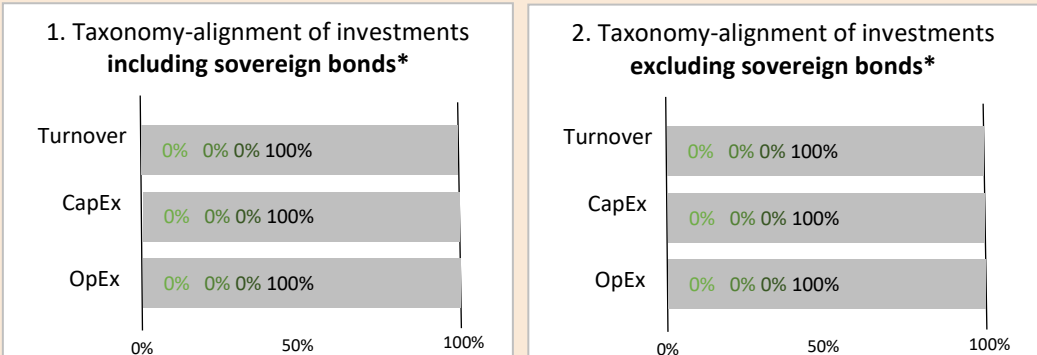 1. Taxonomy-alignment of investments
including sovereign bonds*
Turnover
0% 0% 0% 100%
CapEx
0% 0% 0% 100%
OpEx
0% 0% 0% 100%
0% 50% 100%
2. Taxonomy-alignment of investments
excluding sovereign bonds*
Turnover
0% 0% 0% 100%
CapEx
0% 0% 0% 100%
OpEx
0% 0% 0% 100%
0% 50% 100%